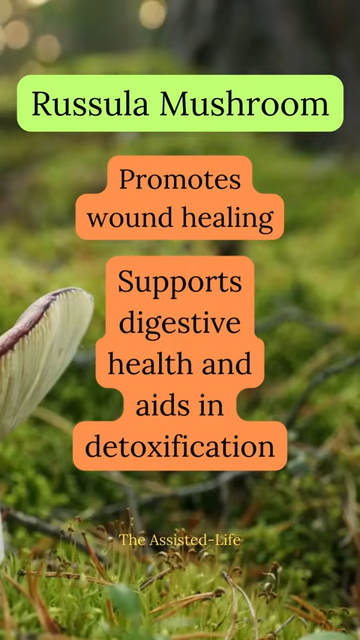 Russula Mushroom
Promotes
wound healing
Supports
digestive
health and
aids in
detoxification
The Assisted-Life